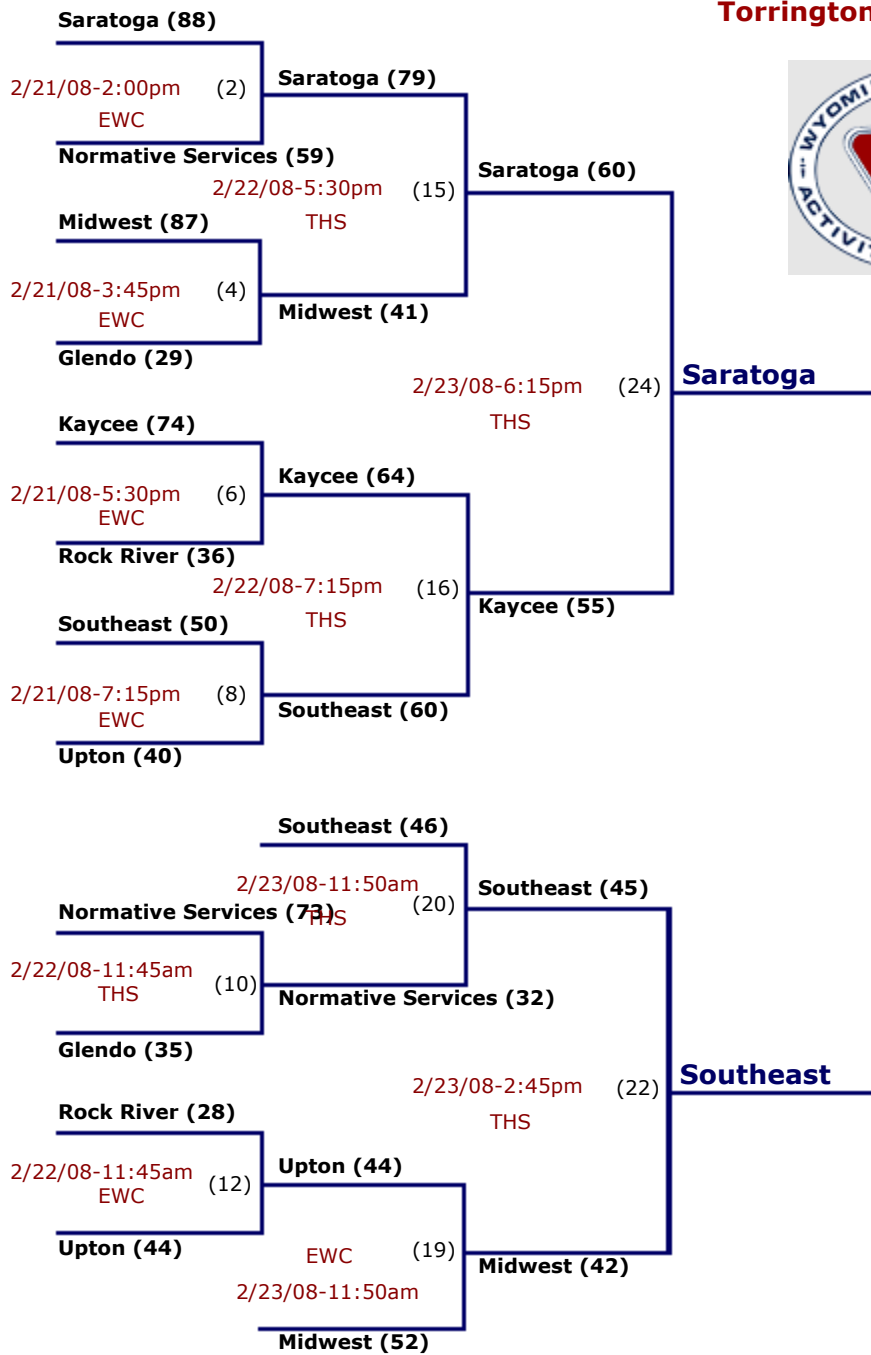 Torrington
Saratoga (88)
2/21/08-2:00pm (2)
EWC
Normative Services (59)
Saratoga (79)
2/22/08-5:30pm (15)
THS
Midwest (87)
2/21/08-3:45pm (4)
EWC
Glendo (29)
Midwest (41)
Saratoga (60)
WYOMI
ACTIVIT
2/23/08-6:15pm (24)
THS
Saratoga
Kaycee (74)
2/21/08-5:30pm (6)
EWC
Rock River (36)
Kaycee (64)
2/22/08-7:15pm (16)
THS
Kaycee (55)
Southeast (50)
2/21/08-7:15pm (8)
EWC
Upton (40)
Southeast (60)
Southeast (46)
2/23/08-11:50am (20)
THS
Southeast (45)
Normative Services (73)
2/22/08-11:45am (10)
THS
Glendo (35)
Normative Services (32)
2/23/08-2:45pm (22)
THS
Southeast
Rock River (28)
2/22/08-11:45am (12)
EWC
Upton (44)
Upton (44)
EWC (19)
2/23/08-11:50am
Midwest (42)
Midwest (52)